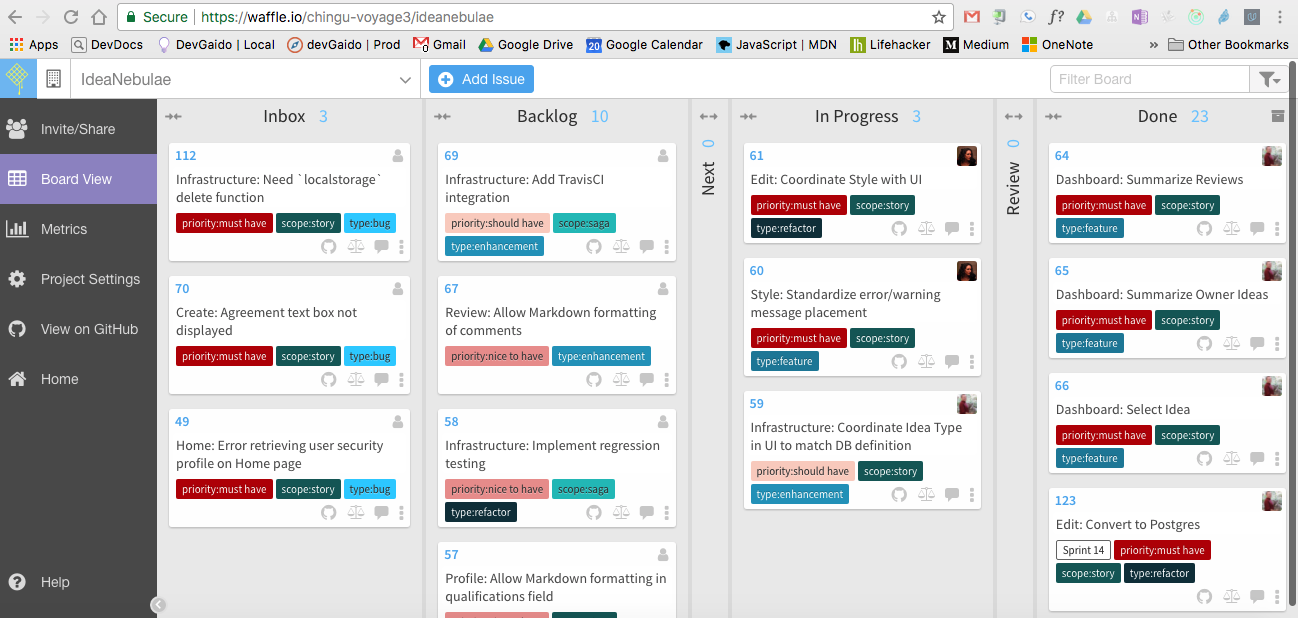 Secure https://waffle.io/chingu-voyage3/ideanebulae
f?
Apps DevDocs DevGaido | Local devGaido | Prod Gmail Google Drive 20 Google Calendar JavaScript | MDN Lifehacker Medium OneNote » Other Bookmarks
IdeaNebulae
Add Issue
Filter Board
Invite/Share
Board View
Metrics
Project Settings
View on GitHub
Home
Help
Inbox 3
112
Infrastructure: Need `localstorage`
delete function
priority:must have scope:story type:bug
70
Create: Agreement text box not
displayed
priority:must have scope:story type:bug
49
Home: Error retrieving user security
profile on Home page
priority:must have scope:story type:bug
Backlog 10
69
Infrastructure: Add TravisCI
integration
priority:should have scope:saga
type:enhancement
67
Review: Allow Markdown formatting
of comments
priority:nice to have type:enhancement
58
Infrastructure: Implement regression
testing
priority:nice to have scope:saga
type:refactor
57
Profile: Allow Markdown formatting in
qualifications field
Next 0
In Progress 3
61
Edit: Coordinate Style with UI
priority:must have scope:story
type:refactor
60
Style: Standardize error/warning
message placement
priority:must have scope:story
type:feature
59
Infrastructure: Coordinate Idea Type
in UI to match DB definition
priority:should have scope:story
type:enhancement
Review 0
Done 23
64
Dashboard: Summarize Reviews
priority:must have scope:story
type:feature
65
Dashboard: Summarize Owner Ideas
priority:must have scope:story
type:feature
66
Dashboard: Select Idea
priority:must have scope:story
type:feature
123
Edit: Convert to Postgres
Sprint 14 priority:must have
scope:story type:refactor